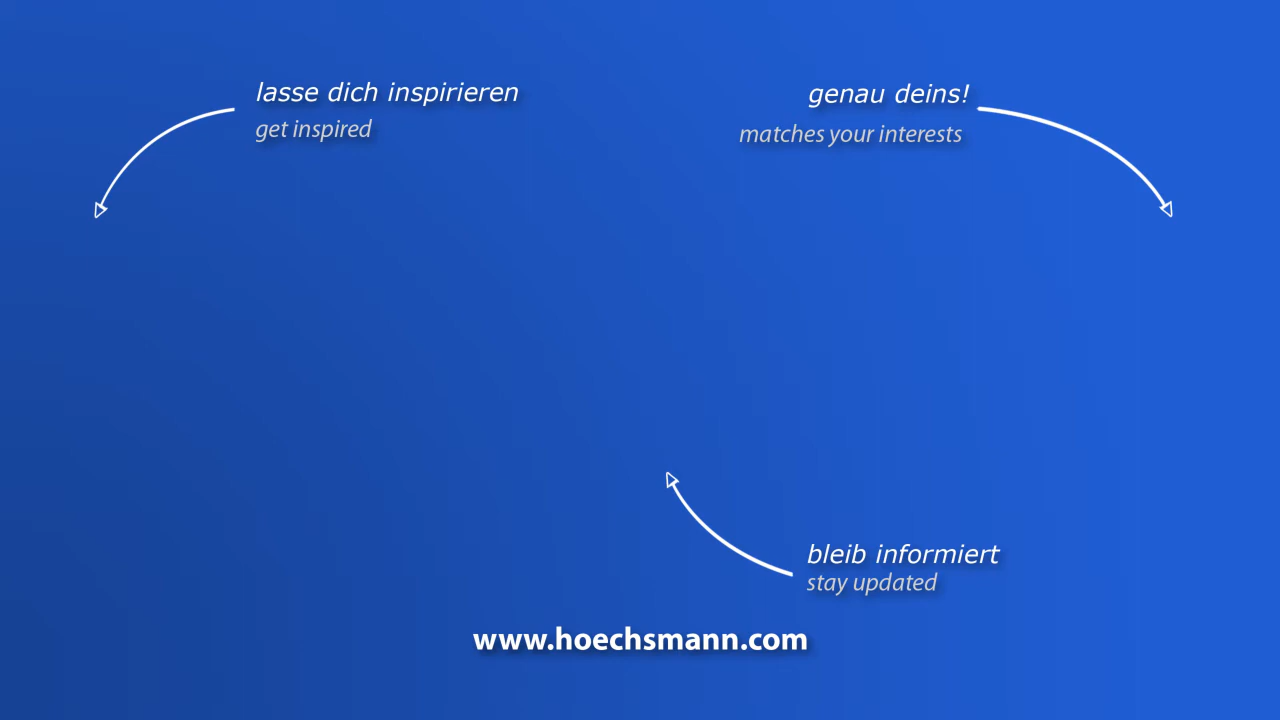 lasse dich inspirieren
get inspired
genau deins!
matches your interests
bleib informiert
stay updated
www.hoechsmann.com